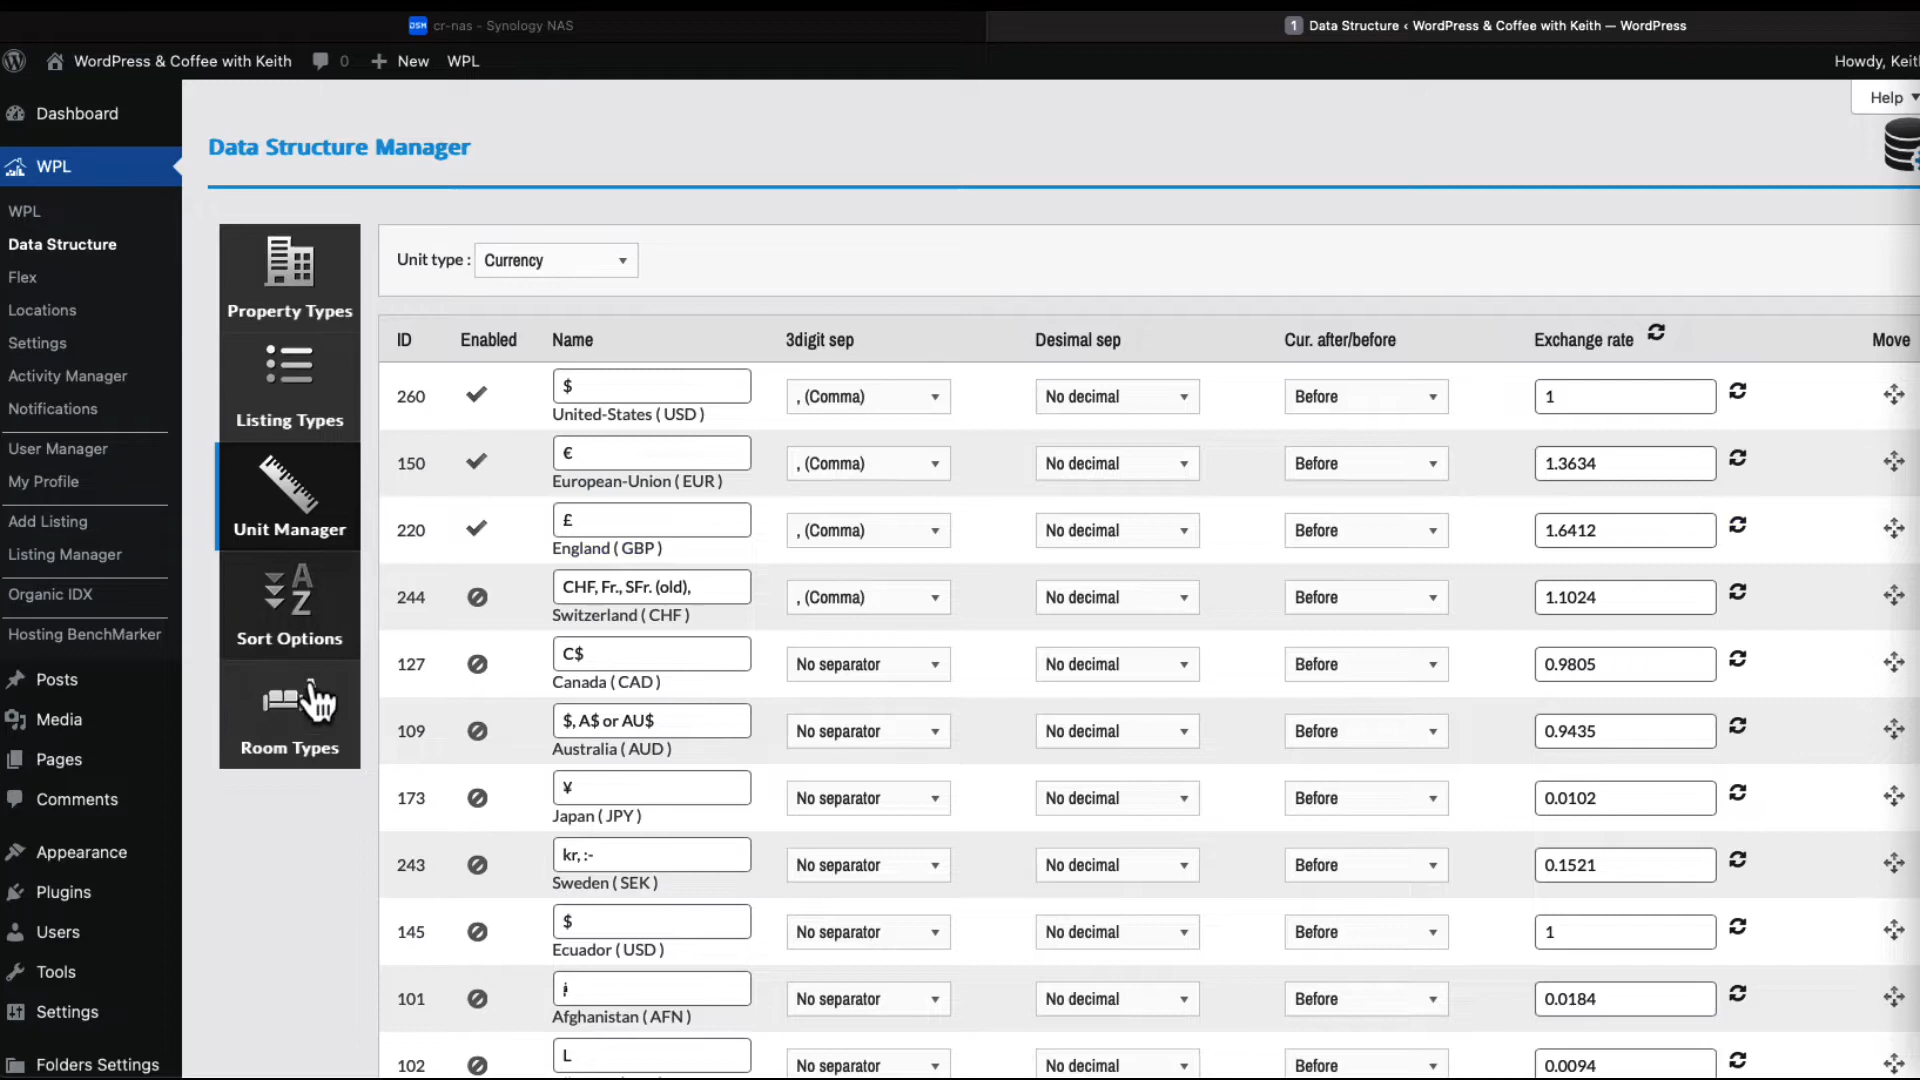 DSM cr-nas - Synology NAS
1 Data Structure ‹ WordPress & Coffee with Keith — WordPress
WordPress & Coffee with Keith 0 + New WPL
Howdy, Keit
Help
Dashboard
WPL
WPL
Data Structure
Flex
Locations
Settings
Activity Manager
Notifications
User Manager
My Profile
Add Listing
Listing Manager
Organic IDX
Hosting BenchMarker
Posts
Media
Pages
Comments
Appearance
Plugins
Users
Tools
Settings
Folders Settings
Data Structure Manager
Property Types
Listing Types
Unit Manager
A
Z
Sort Options
Room Types
Unit type : Currency
ID Enabled Name 3digit sep Desimal sep Cur. after/before Exchange rate Move
260 $ , (Comma) No decimal Before 1
United-States ( USD )
150 € , (Comma) No decimal Before 1.3634
European-Union ( EUR )
220 £ , (Comma) No decimal Before 1.6412
England ( GBP )
244 CHF, Fr., SFr. (old), , (Comma) No decimal Before 1.1024
Switzerland ( CHF )
127 C$ No separator No decimal Before 0.9805
Canada ( CAD )
109 $, A$ or AU$ No separator No decimal Before 0.9435
Australia ( AUD )
173 ¥ No separator No decimal Before 0.0102
Japan ( JPY )
243 kr, :- No separator No decimal Before 0.1521
Sweden ( SEK )
145 $ No separator No decimal Before 1
Ecuador ( USD )
101 No separator No decimal Before 0.0184
Afghanistan ( AFN )
102 L No separator No decimal Before 0.0094